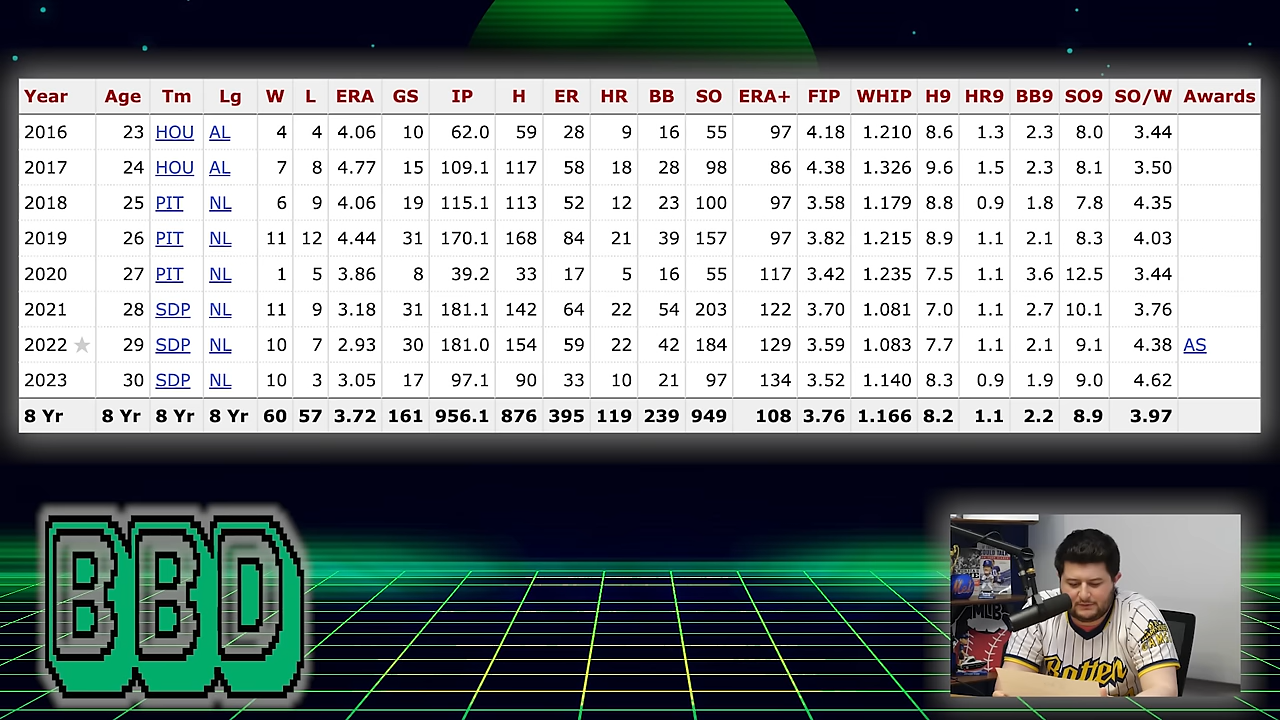 Year Age Tm Lg W L ERA GS IP H ER HR BB SO ERA+ FIP WHIP H9 HR9 BB9 SO9 SO/W Awards
2016 23 HOU AL 4 4 4.06 10 62.0 59 28 9 16 55 97 4.18 1.210 8.6 1.3 2.3 8.0 3.44
2017 24 HOU AL 7 8 4.77 15 109.1 117 58 18 28 98 86 4.38 1.326 9.6 1.5 2.3 8.1 3.50
2018 25 PIT NL 6 9 4.06 19 115.1 113 52 12 23 100 97 3.58 1.179 8.8 0.9 1.8 7.8 4.35
2019 26 PIT NL 11 12 4.44 31 170.1 168 84 21 39 157 97 3.82 1.215 8.9 1.1 2.1 8.3 4.03
2020 27 PIT NL 1 5 3.86 8 39.2 33 17 5 16 55 117 3.42 1.235 7.5 1.1 3.6 12.5 3.44
2021 28 SDP NL 11 9 3.18 31 181.1 142 64 22 54 203 122 3.70 1.081 7.0 1.1 2.7 10.1 3.76
2022 ★ 29 SDP NL 10 7 2.93 30 181.0 154 59 22 42 184 129 3.59 1.083 7.7 1.1 2.1 9.1 4.38 AS
2023 30 SDP NL 10 3 3.05 17 97.1 90 33 10 21 97 134 3.52 1.140 8.3 0.9 1.9 9.0 4.62
8 Yr 8 Yr 8 Yr 8 Yr 60 57 3.72 161 956.1 876 395 119 239 949 108 3.76 1.166 8.2 1.1 2.2 8.9 3.97
BBD
MLB
Batten